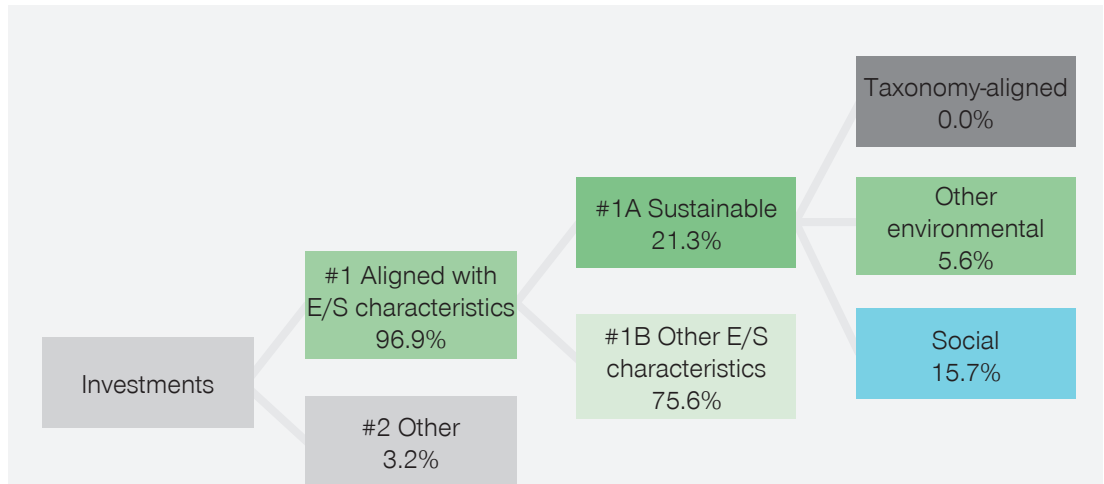 Investments
#1 Aligned with
E/S characteristics
96.9%
#2 Other
3.2%
#1A Sustainable
21.3%
#1B Other E/S
characteristics
75.6%
Taxonomy-aligned
0.0%
Other
environmental
5.6%
Social
15.7%